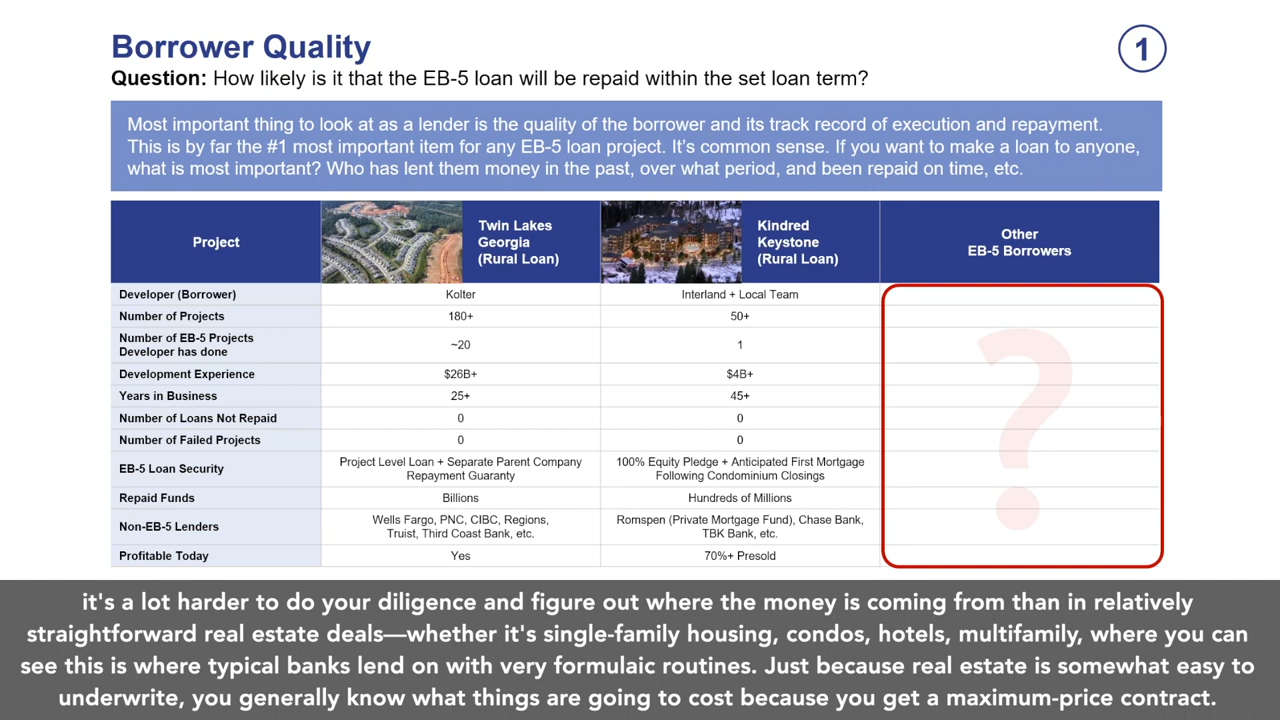 Borrower Quality
1
Question: How likely is it that the EB-5 loan will be repaid within the set loan term?
Most important thing to look at as a lender is the quality of the borrower and its track record of execution and repayment.
This is by far the #1 most important item for any EB-5 loan project. It's common sense. If you want to make a loan to anyone,
what is most important? Who has lent them money in the past, over what period, and been repaid on time, etc.
Project
Twin Lakes
Georgia
(Rural Loan)
Kindred
Keystone
(Rural Loan)
Other
EB-5 Borrowers
Developer (Borrower)
Kolter
Interland + Local Team
Number of Projects
180+
50+
Number of EB-5 Projects
Developer has done
~20
1
Development Experience
$26B+
$4B+
Years in Business
25+
45+
Number of Loans Not Repaid
0
0
Number of Failed Projects
0
0
EB-5 Loan Security
Project Level Loan + Separate Parent Company
Repayment Guaranty
100% Equity Pledge + Anticipated First Mortgage
Following Condominium Closings
Repaid Funds
Billions
Hundreds of Millions
Non-EB-5 Lenders
Wells Fargo, PNC, CIBC, Regions,
Truist, Third Coast Bank, etc.
Romspen (Private Mortgage Fund), Chase Bank,
TBK Bank, etc.
Profitable Today
Yes
70%+ Presold
?
it's a lot harder to do your diligence and figure out where the money is coming from than in relatively
straightforward real estate deals—whether it's single-family housing, condos, hotels, multifamily, where you can
see this is where typical banks lend on with very formulaic routines. Just because real estate is somewhat easy to
underwrite, you generally know what things are going to cost because you get a maximum-price contract.